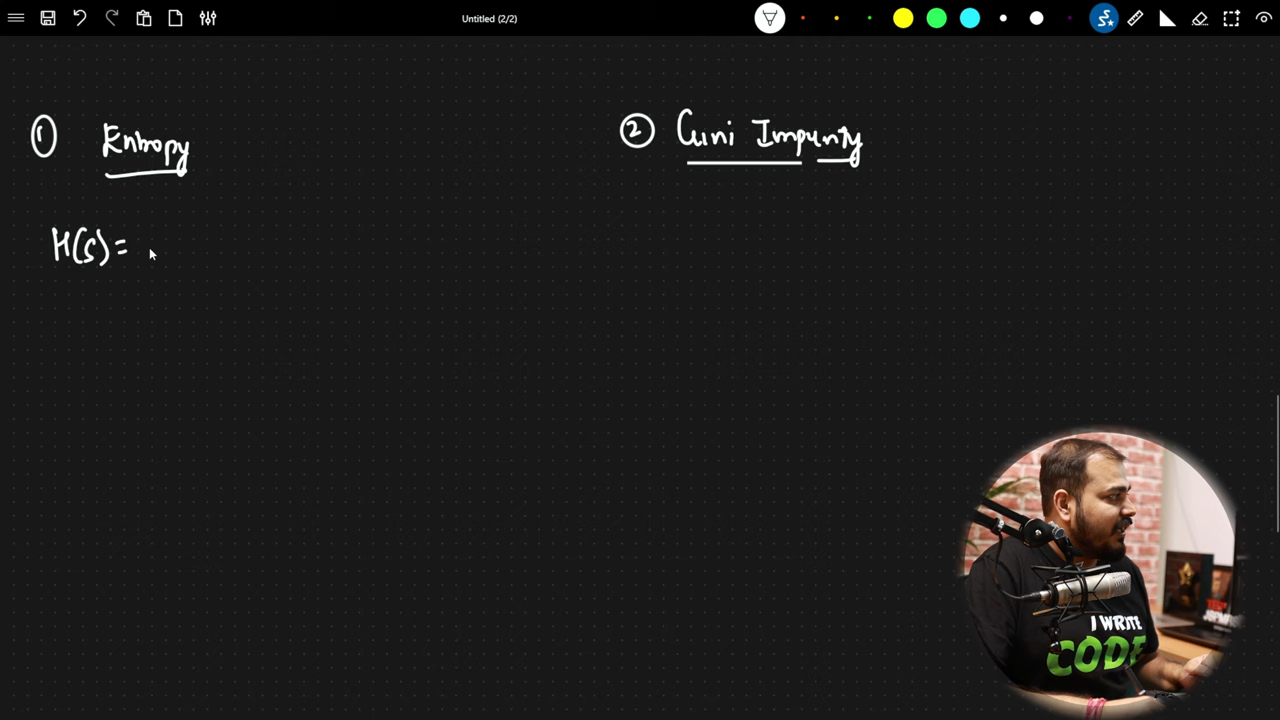 Untitled (2/2)
① Entropy
② Gini Impurity
H(S) =
I WRITE
CODE